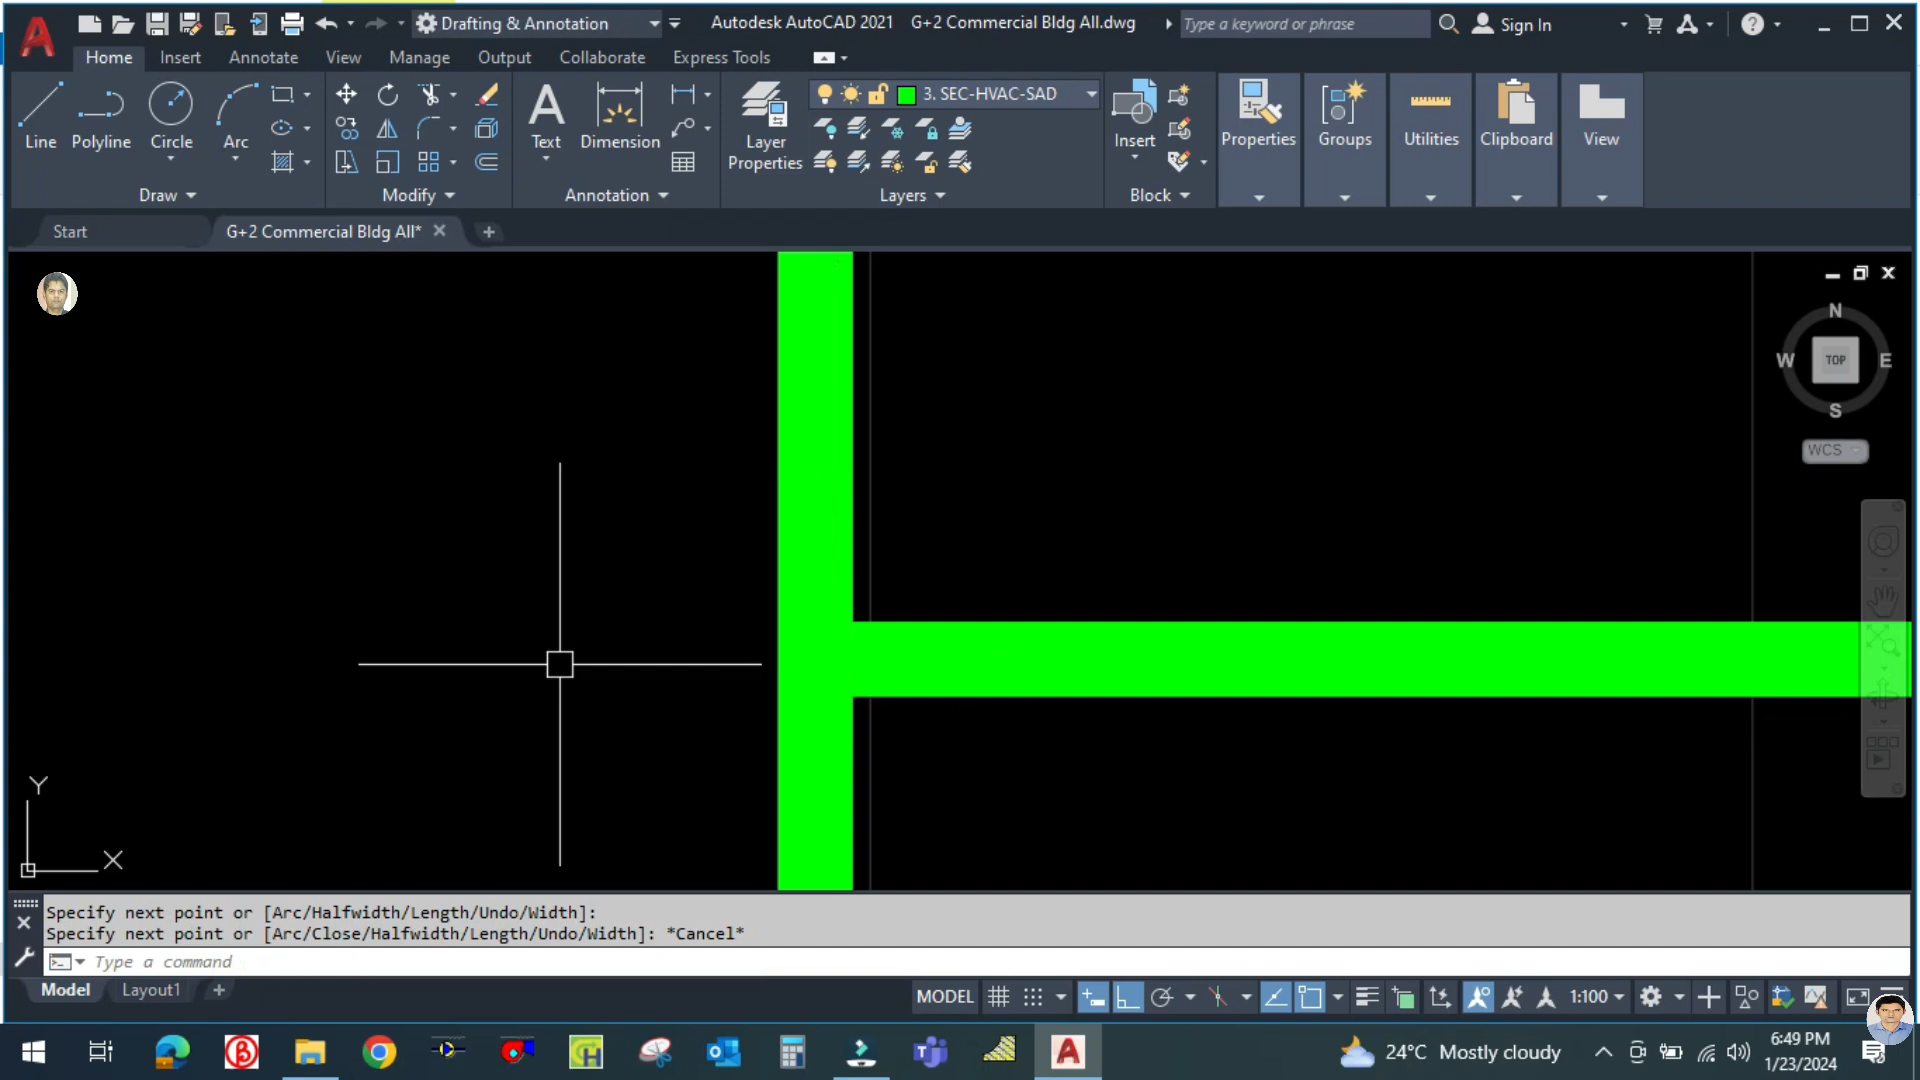 Drafting & Annotation
Autodesk AutoCAD 2021 G+2 Commercial Bldg All.dwg
Type a keyword or phrase
Sign In
Home Insert Annotate View Manage Output Collaborate Express Tools
3. SEC-HVAC-SAD
Line Polyline Circle Arc
Text Dimension
Layer
Properties
Insert
Properties Groups Utilities Clipboard View
Draw Modify Annotation Layers Block
Start
G+2 Commercial Bldg All*
N
W TOP E
S
WCS
Y
X
Specify next point or [Arc/Halfwidth/Length/Undo/Width]:
Specify next point or [Arc/Close/Halfwidth/Length/Undo/Width]: *Cancel*
Type a command
Model Layout1
MODEL
1:100
24°C Mostly cloudy
6:49 PM
1/23/2024